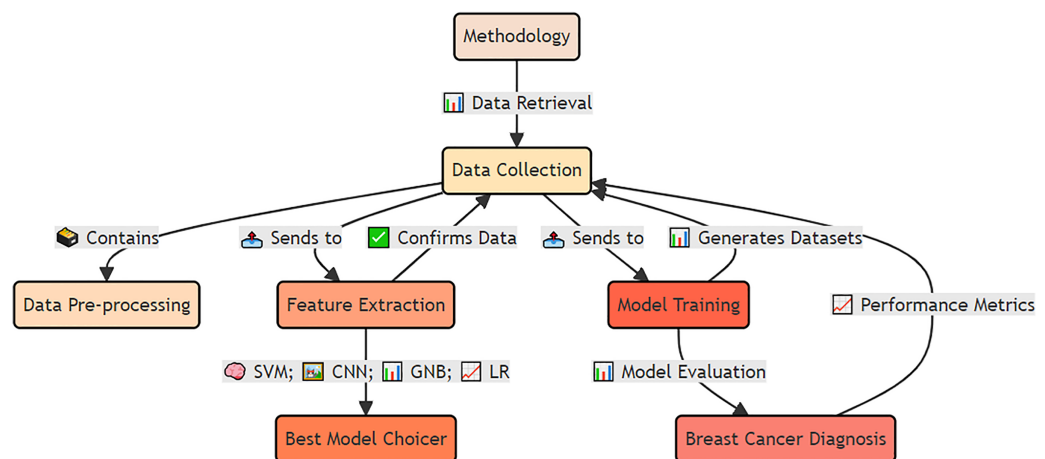 Methodology
Data Retrieval
Data Collection
Contains
Sends to
Confirms Data
Sends to
Generates Datasets
Data Pre-processing
Feature Extraction
Model Training
Performance Metrics
SVM; CNN; GNB; LR
Model Evaluation
Best Model Choicer
Breast Cancer Diagnosis